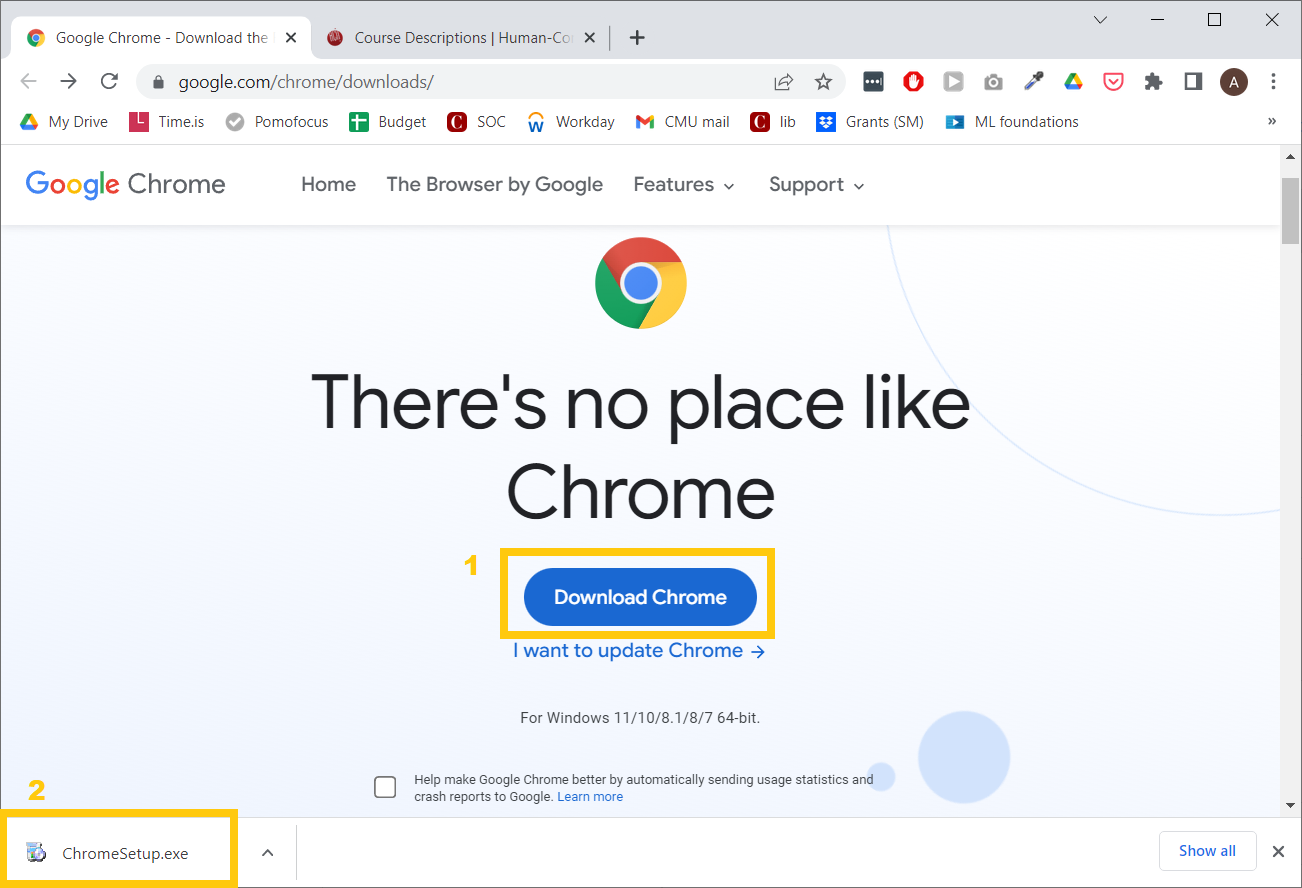 Google Chrome - Download the
Course Descriptions | Human-Co
google.com/chrome/downloads/
A
My Drive
L Time.is
Pomofocus
Budget
C SOC
Workday
CMU mail
C lib
Grants (SM)
ML foundations
»
Google Chrome
Home
The Browser by Google
Features
Support
There's no place like
Chrome
1
Download Chrome
I want to update Chrome →
For Windows 11/10/8.1/8/7 64-bit.
Help make Google Chrome better by automatically sending usage statistics and
crash reports to Google. Learn more
2
ChromeSetup.exe
Show all